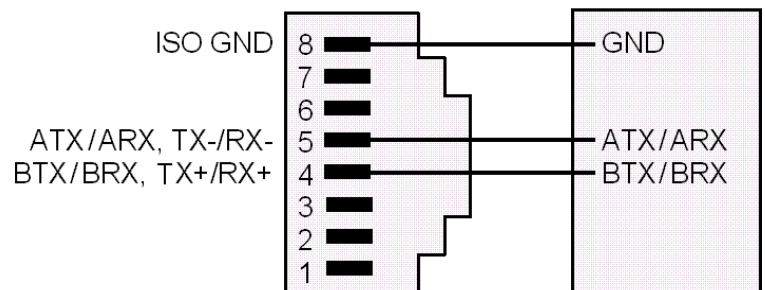 ISO GND 8 GND
7
6
ATX/ARX, TX-/RX- 5 ATX/ARX
BTX/BRX, TX+/RX+ 4 BTX/BRX
3
2
1